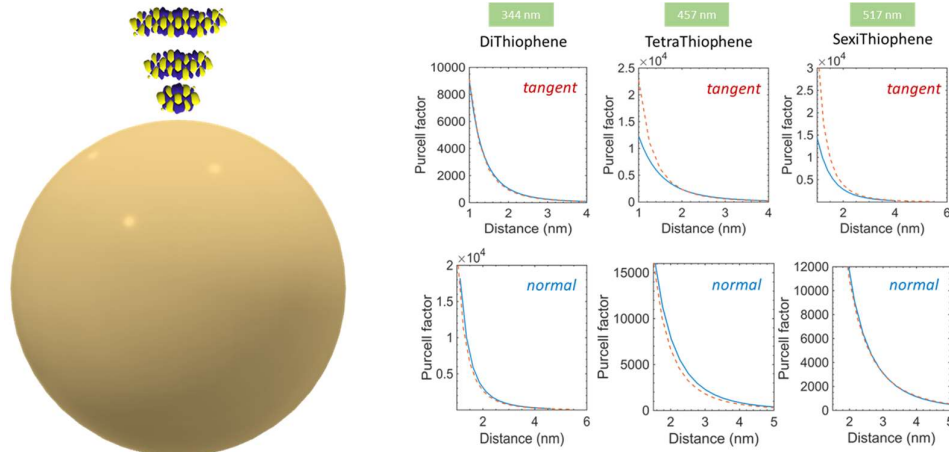 344 nm
457 nm
517 nm
DiThiophene
TetraThiophene
SexiThiophene
10000
8000
6000
4000
2000
0
1
2
3
4
Purcell factor
Distance (nm)
tangent
×10⁴
2.5
2
1.5
1
0.5
0
1
2
3
4
Purcell factor
Distance (nm)
tangent
×10⁴
3
2.5
2
1.5
1
0.5
0
2
4
6
Purcell factor
Distance (nm)
tangent
×10⁴
2
1.5
1
0.5
2
4
6
Purcell factor
Distance (nm)
normal
15000
10000
5000
0
2
3
4
5
Purcell factor
Distance (nm)
normal
12000
10000
8000
6000
4000
2000
0
2
3
4
5
Purcell factor
Distance (nm)
normal